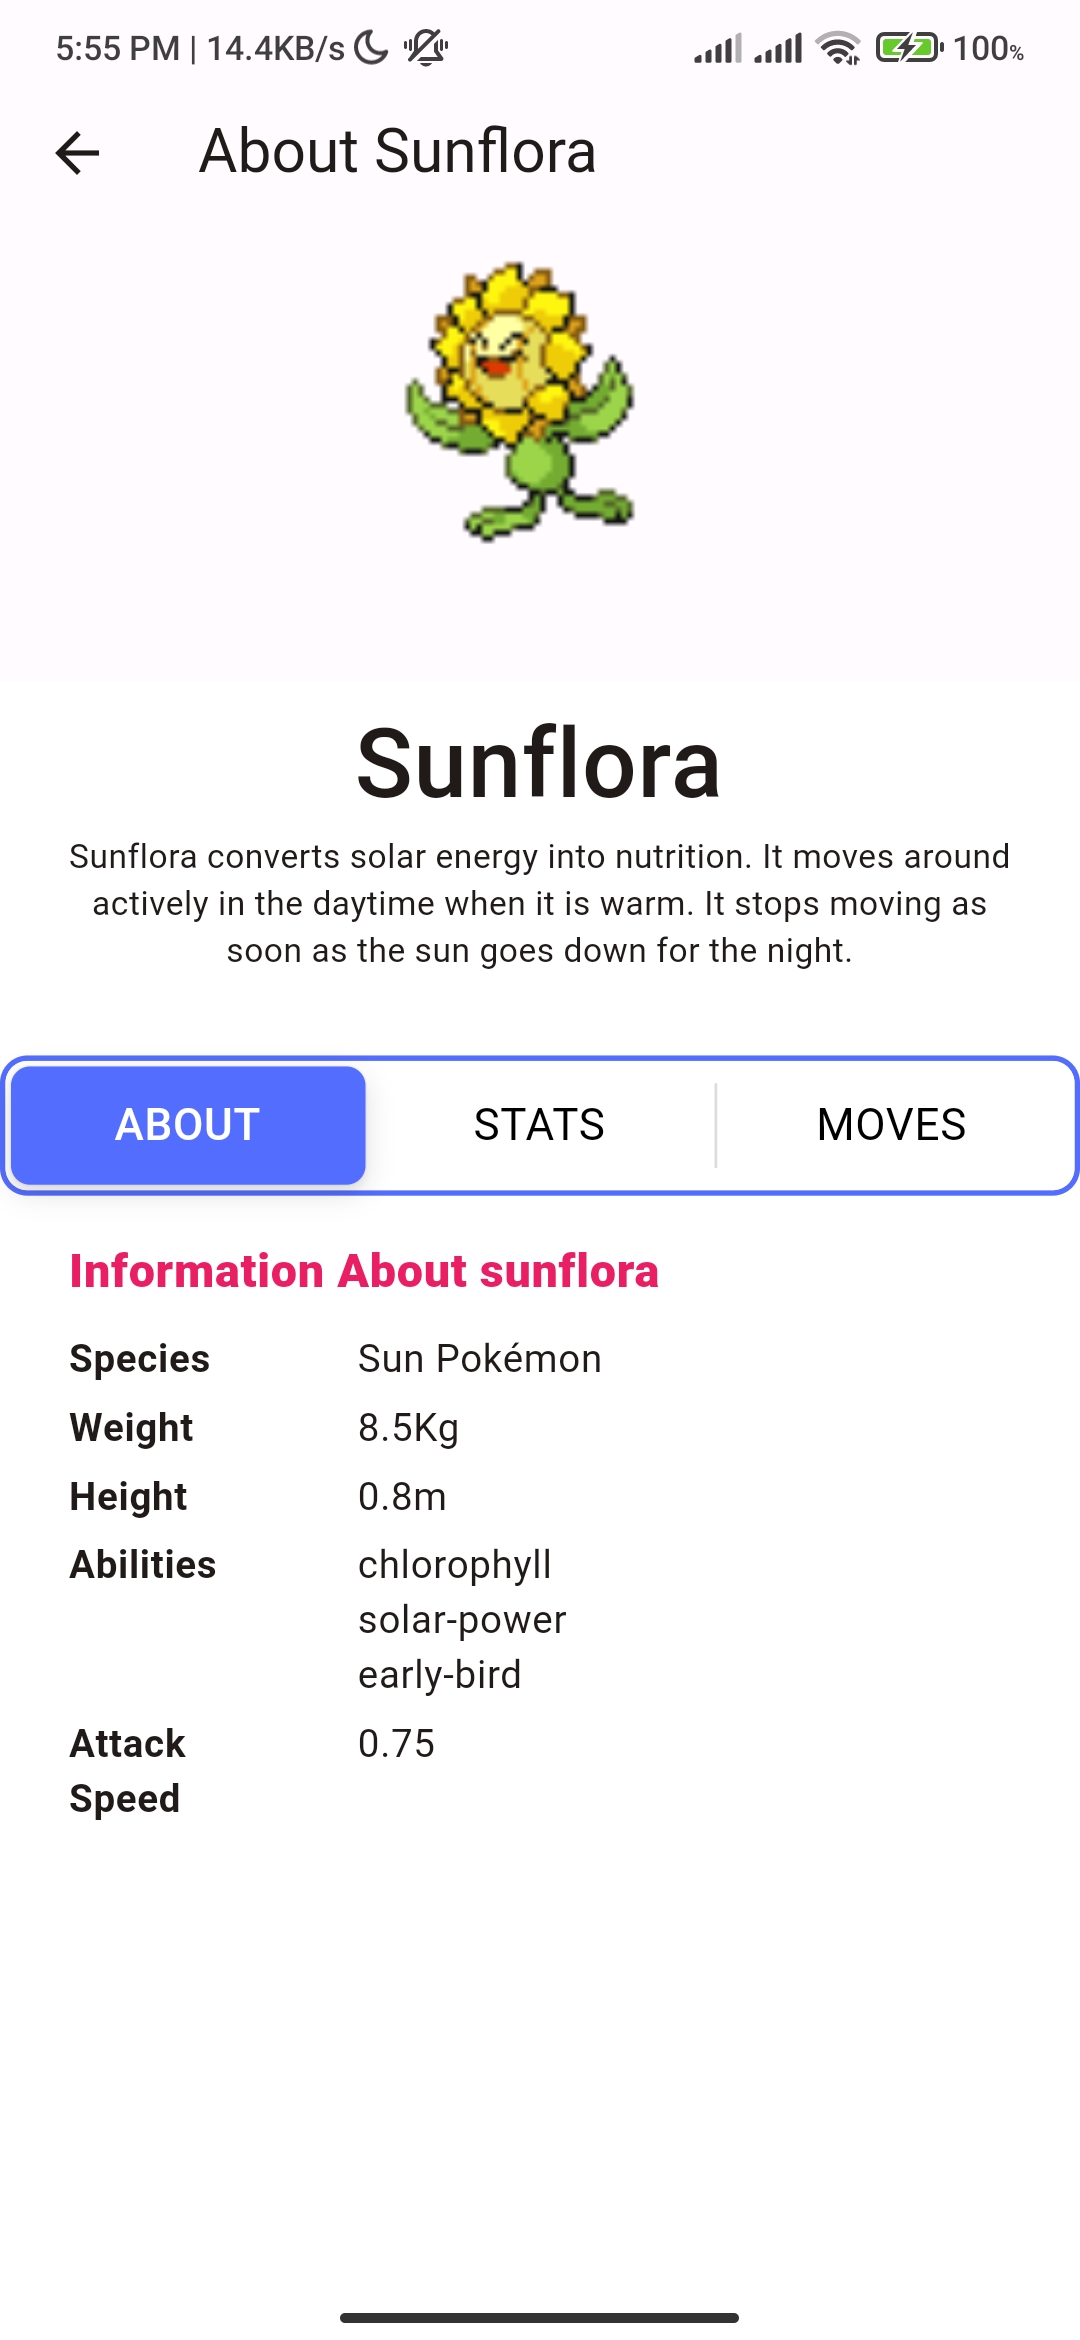 5:55 PM | 14.4KB/s 100%
About Sunflora
Sunflora
Sunflora converts solar energy into nutrition. It moves around
actively in the daytime when it is warm. It stops moving as
soon as the sun goes down for the night.
ABOUT STATS MOVES
Information About sunflora
Species Sun Pokémon
Weight 8.5Kg
Height 0.8m
Abilities chlorophyll
solar-power
early-bird
Attack 0.75
Speed